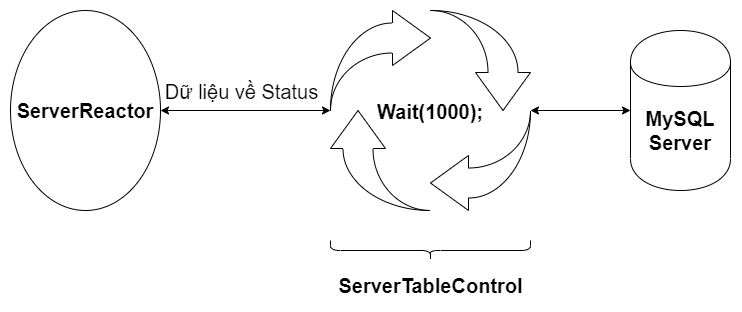 ServerReactor
Dữ liệu về Status
Wait(1000);
MySQL
Server
ServerTableControl